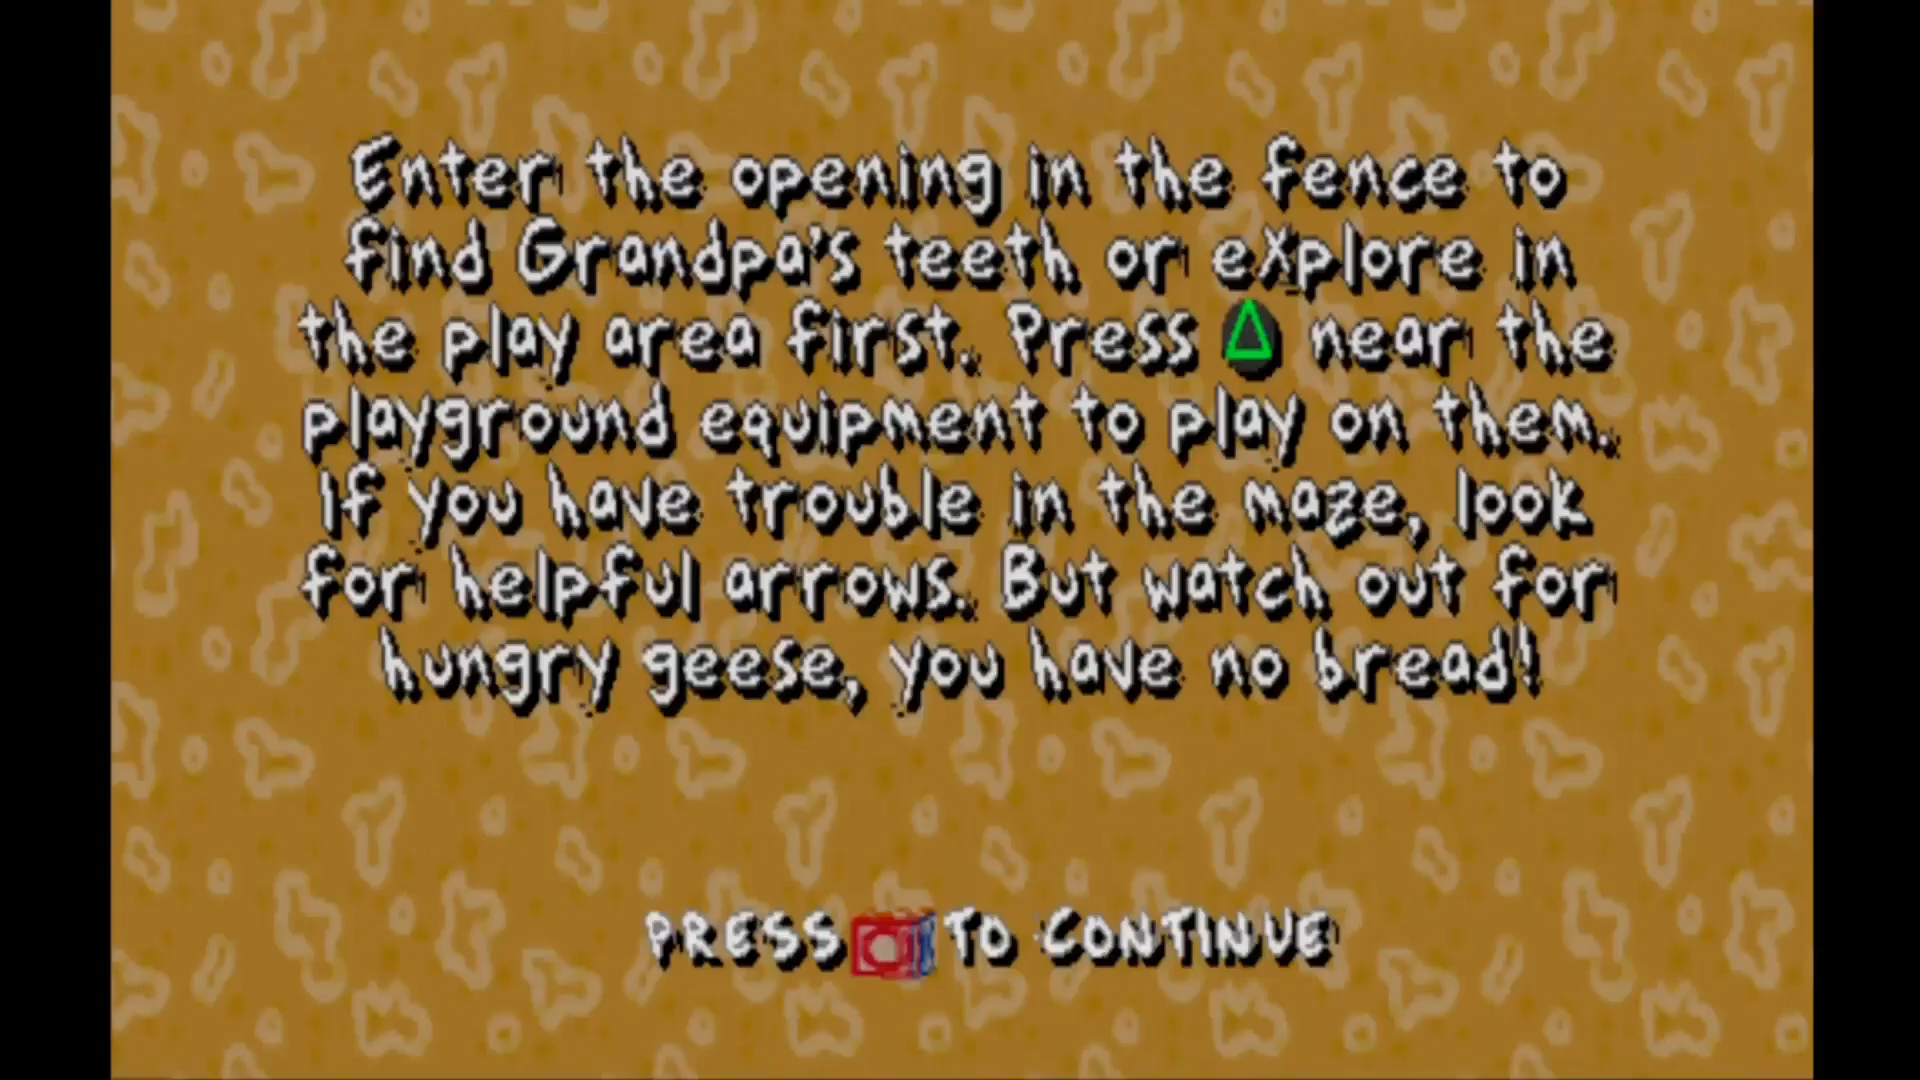 Enter the opening in the fence to
find Grandpa's teeth or explore in
the play area first. Press △ near the
playground equipment to play on them.
If you have trouble in the maze, look
for helpful arrows. But watch out for
hungry geese, you have no bread!
PRESS TO CONTINUE